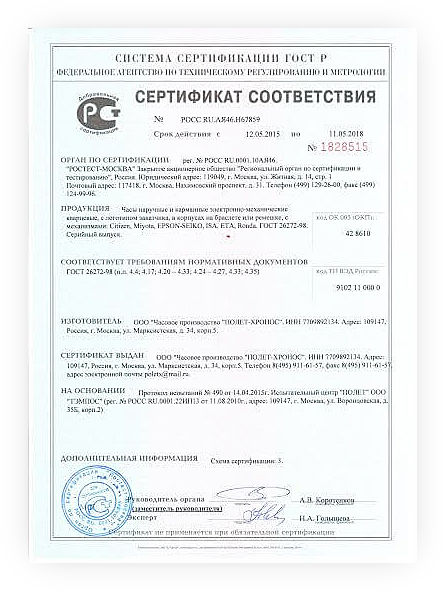 СИСТЕМА СЕРТИФИКАЦИИ ГОСТ Р
ФЕДЕРАЛЬНОЕ АГЕНТСТВО ПО ТЕХНИЧЕСКОМУ РЕГУЛИРОВАНИЮ И МЕТРОЛОГИИ
Добровольная
сертификация
СЕРТИФИКАТ СООТВЕТСТВИЯ
№ РОСС RU.АЯ46.Н67859
Срок действия с 12.05.2015 по 11.05.2018
№ 1828515
ОРГАН ПО СЕРТИФИКАЦИИ рег. № РОСС RU.0001.10АЯ46.
"РОСТЕСТ-МОСКВА" Закрытое акционерное общество "Региональный орган по сертификации и
тестированию", Россия. Юридический адрес: 119049, г. Москва, ул. Житная, д. 14, стр. 1
Почтовый адрес: 117418, г. Москва, Нахимовский проспект, д. 31. Телефон (499) 129-26-00, факс (499)
124-99-96.
ПРОДУКЦИЯ Часы наручные и карманные электронно-механические
кварцевые, с логотипом заказчика, в корпусах на браслете или ремешке, с
механизмами: Citizen, Miyota, EPSON-SEIKO, ISA, ETA, Ronda. ГОСТ 26272-98.
Серийный выпуск.
код ОК 005 (ОКП):
42 8610
СООТВЕТСТВУЕТ ТРЕБОВАНИЯМ НОРМАТИВНЫХ ДОКУМЕНТОВ
ГОСТ 26272-98 (п.п. 4.4; 4.17; 4.20 – 4.33; 4.24 – 4.27, 4.33; 4.35)
код ТН ВЭД России:
9102 11 000 0
ИЗГОТОВИТЕЛЬ ООО "Часовое производство "ПОЛЕТ-ХРОНОС". ИНН 7709892134. Адрес: 109147,
Россия, г. Москва, ул. Марксистская, д. 34, корп.5.
СЕРТИФИКАТ ВЫДАН ООО "Часовое производство "ПОЛЕТ-ХРОНОС". ИНН 7709892134. Адрес:
109147, Россия, г. Москва, ул. Марксистская, д. 34, корп.5. Телефон 8(495) 911-61-57, факс 8(495) 911-61-57,
адрес электронной почты poletx@mail.ru.
НА ОСНОВАНИИ Протокол испытаний № 490 от 14.04.2015г. Испытательный центр "ПОЛЕТ" ООО
"ТЭМПОС" (рег. № РОСС RU.0001.22ИП13 от 11.08.2010г., адрес: 109147, г. Москва ул. Воронцовская, д.
35Б, корп.2)
ДОПОЛНИТЕЛЬНАЯ ИНФОРМАЦИЯ Схема сертификации: 3.
Руководитель органа
(заместитель руководителя)
А.В. Коротенков
Эксперт
Н.А. Голышева
Сертификат не применяется при обязательной сертификации